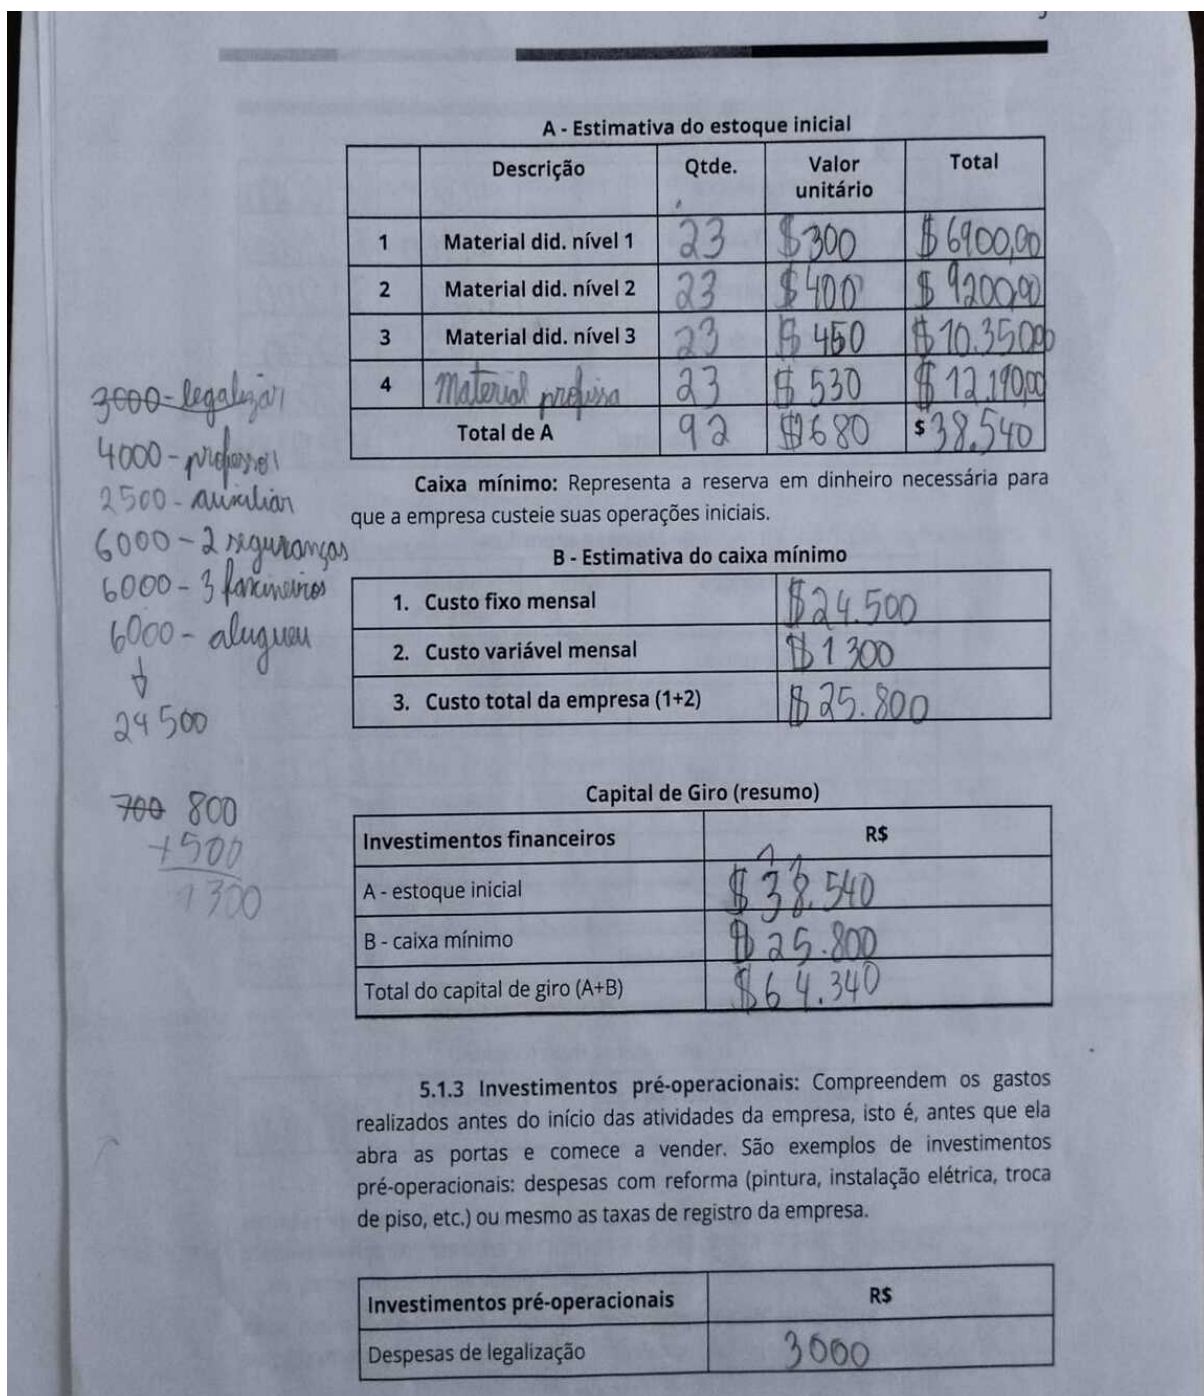 A - Estimativa do estoque inicial
Descrição Qtde. Valor unitário Total
1 Material did. nível 1 23 $300 $6900,00
2 Material did. nível 2 23 $400 $9200,00
3 Material did. nível 3 23 $450 $10.350,00
4 Material profissa 23 $530 $12.190,00
Total de A 92 $1680 $38.540
3000-legalizar
4000-professor
2500-auxiliar
6000-2 seguranças
6000-3 faxineiros
6000-alugueu
24500
Caixa mínimo: Representa a reserva em dinheiro necessária para
que a empresa custeie suas operações iniciais.
B - Estimativa do caixa mínimo
1. Custo fixo mensal $24.500
2. Custo variável mensal $1300
3. Custo total da empresa (1+2) $25.800
700 800
+500
1300
Capital de Giro (resumo)
Investimentos financeiros R$
A - estoque inicial $38.540
B - caixa mínimo $25.800
Total do capital de giro (A+B) $64.340
5.1.3 Investimentos pré-operacionais: Compreendem os gastos
realizados antes do início das atividades da empresa, isto é, antes que ela
abra as portas e comece a vender. São exemplos de investimentos
pré-operacionais: despesas com reforma (pintura, instalação elétrica, troca
de piso, etc.) ou mesmo as taxas de registro da empresa.
Investimentos pré-operacionais R$
Despesas de legalização 3000